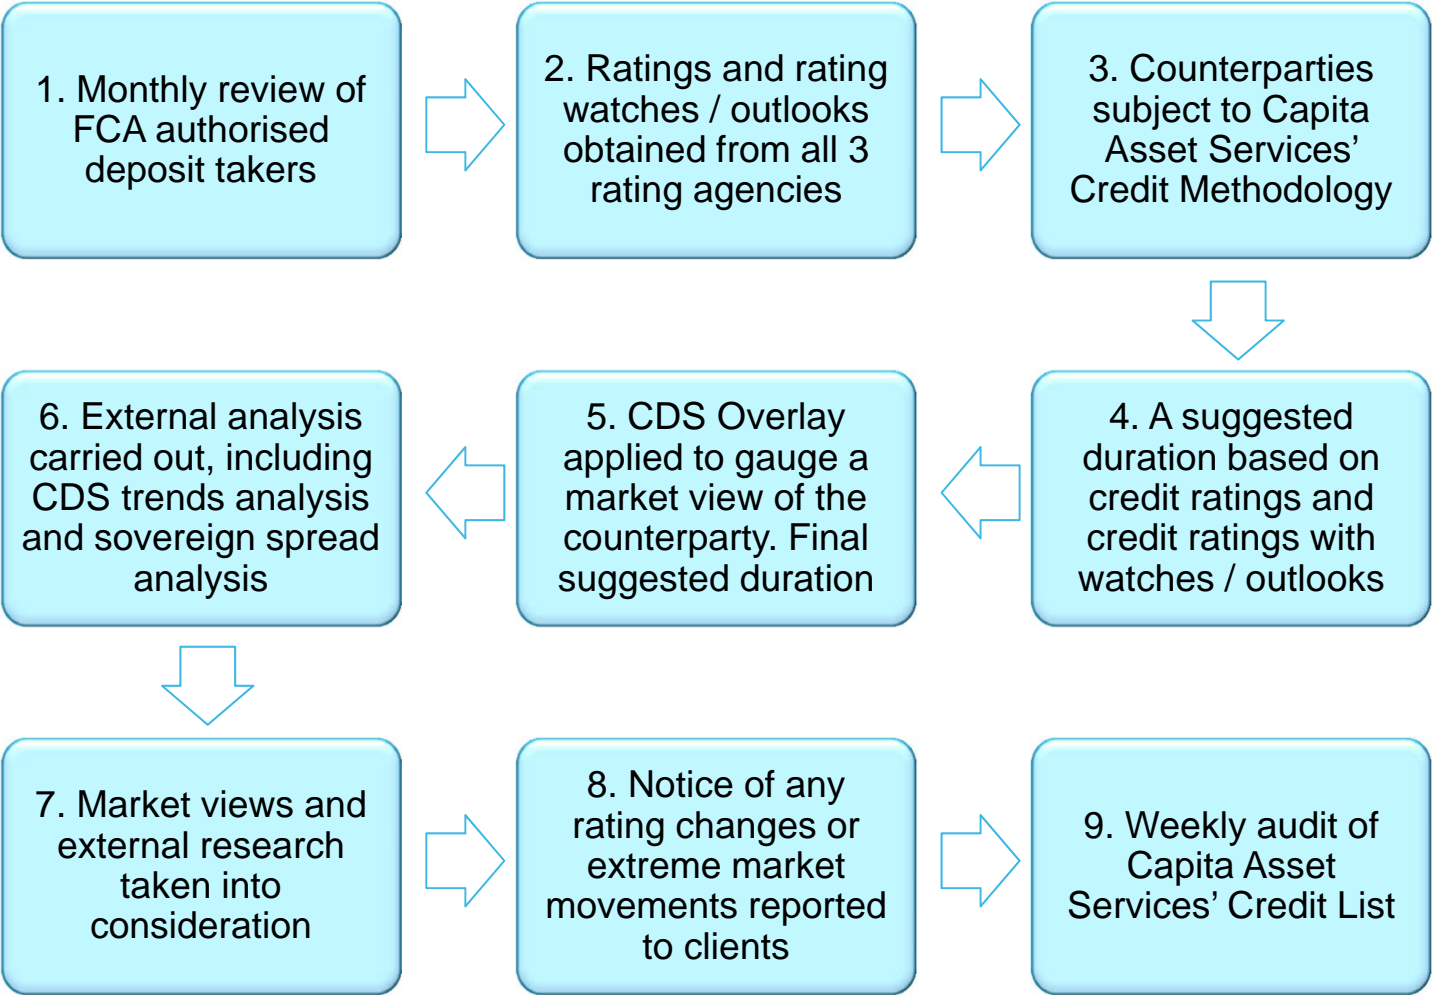 1. Monthly review of
FCA authorised
deposit takers
2. Ratings and rating
watches / outlooks
obtained from all 3
rating agencies
3. Counterparties
subject to Capita
Asset Services’
Credit Methodology
4. A suggested
duration based on
credit ratings and
credit ratings with
watches / outlooks
5. CDS Overlay
applied to gauge a
market view of the
counterparty. Final
suggested duration
6. External analysis
carried out, including
CDS trends analysis
and sovereign spread
analysis
7. Market views and
external research
taken into
consideration
8. Notice of any
rating changes or
extreme market
movements reported
to clients
9. Weekly audit of
Capita Asset
Services’ Credit List